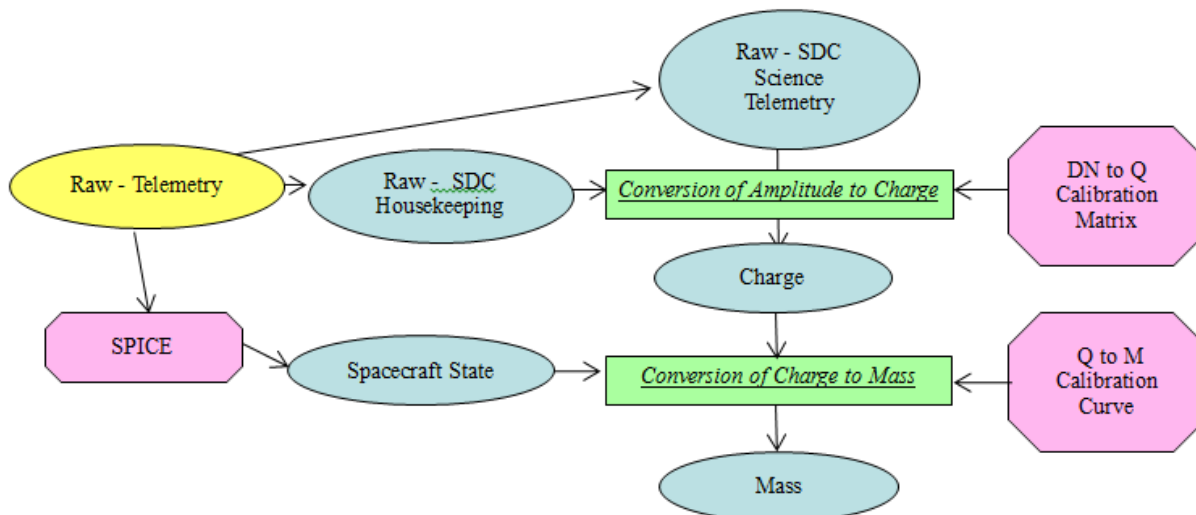 Raw - SDC
Science
Telemetry
Raw - Telemetry
Raw - SDC
Housekeeping
Conversion of Amplitude to Charge
DN to Q
Calibration
Matrix
Charge
SPICE
Spacecraft State
Conversion of Charge to Mass
Q to M
Calibration
Curve
Mass